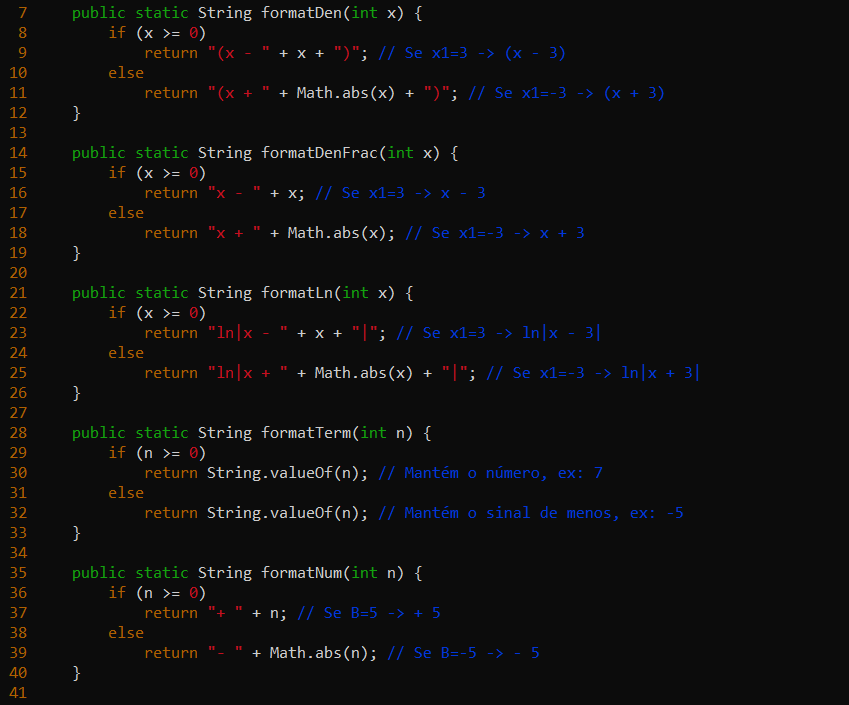 7     public static String formatDen(int x) {
8         if (x >= 0)
9             return "(x - " + x + ")"; // Se x1=3 -> (x - 3)
10         else
11             return "(x + " + Math.abs(x) + ")"; // Se x1=-3 -> (x + 3)
12     }
13
14     public static String formatDenFrac(int x) {
15         if (x >= 0)
16             return "x - " + x; // Se x1=3 -> x - 3
17         else
18             return "x + " + Math.abs(x); // Se x1=-3 -> x + 3
19     }
20
21     public static String formatLn(int x) {
22         if (x >= 0)
23             return "ln|x - " + x + "|"; // Se x1=3 -> ln|x - 3|
24         else
25             return "ln|x + " + Math.abs(x) + "|"; // Se x1=-3 -> ln|x + 3|
26     }
27
28     public static String formatTerm(int n) {
29         if (n >= 0)
30             return String.valueOf(n); // Mantém o número, ex: 7
31         else
32             return String.valueOf(n); // Mantém o sinal de menos, ex: -5
33     }
34
35     public static String formatNum(int n) {
36         if (n >= 0)
37             return "+ " + n; // Se B=5 -> + 5
38         else
39             return "- " + Math.abs(n); // Se B=-5 -> - 5
40     }
41